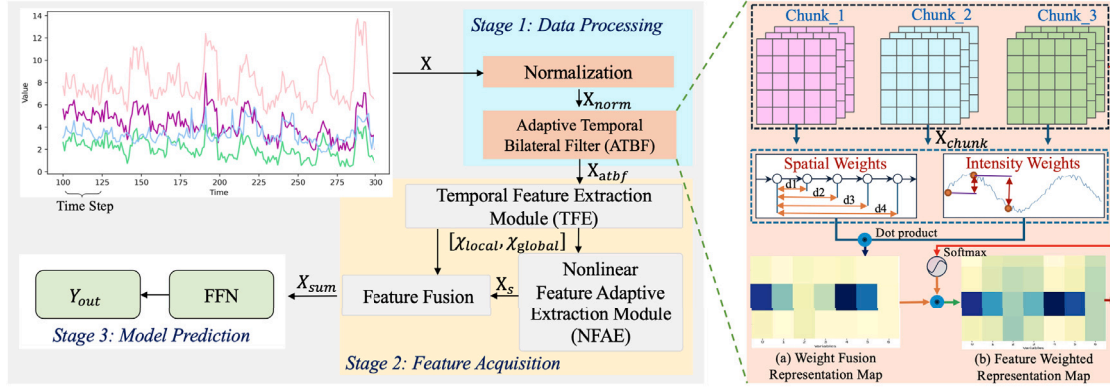 Stage 1: Data Processing
X
Normalization
X_norm
Adaptive Temporal
Bilateral Filter (ATBF)
X_atbf
Value
14
12
10
8
6
4
2
0
100 125 150 175 200 225 250 275 300
Time
Time Step
Temporal Feature Extraction
Module (TFE)
[χ_local, χ_global]
Nonlinear
Feature Adaptive
Extraction Module
(NFAE)
X_s
Feature Fusion
X_sum
FFN
Y_out
Stage 3: Model Prediction
Stage 2: Feature Acquisition
Chunk_1 Chunk_2 Chunk_3
X_chunk
Spatial Weights
d1
d2
d3
d4
Intensity Weights
Dot product
Softmax
(a) Weight Fusion
Representation Map
(b) Feature Weighted
Representation Map